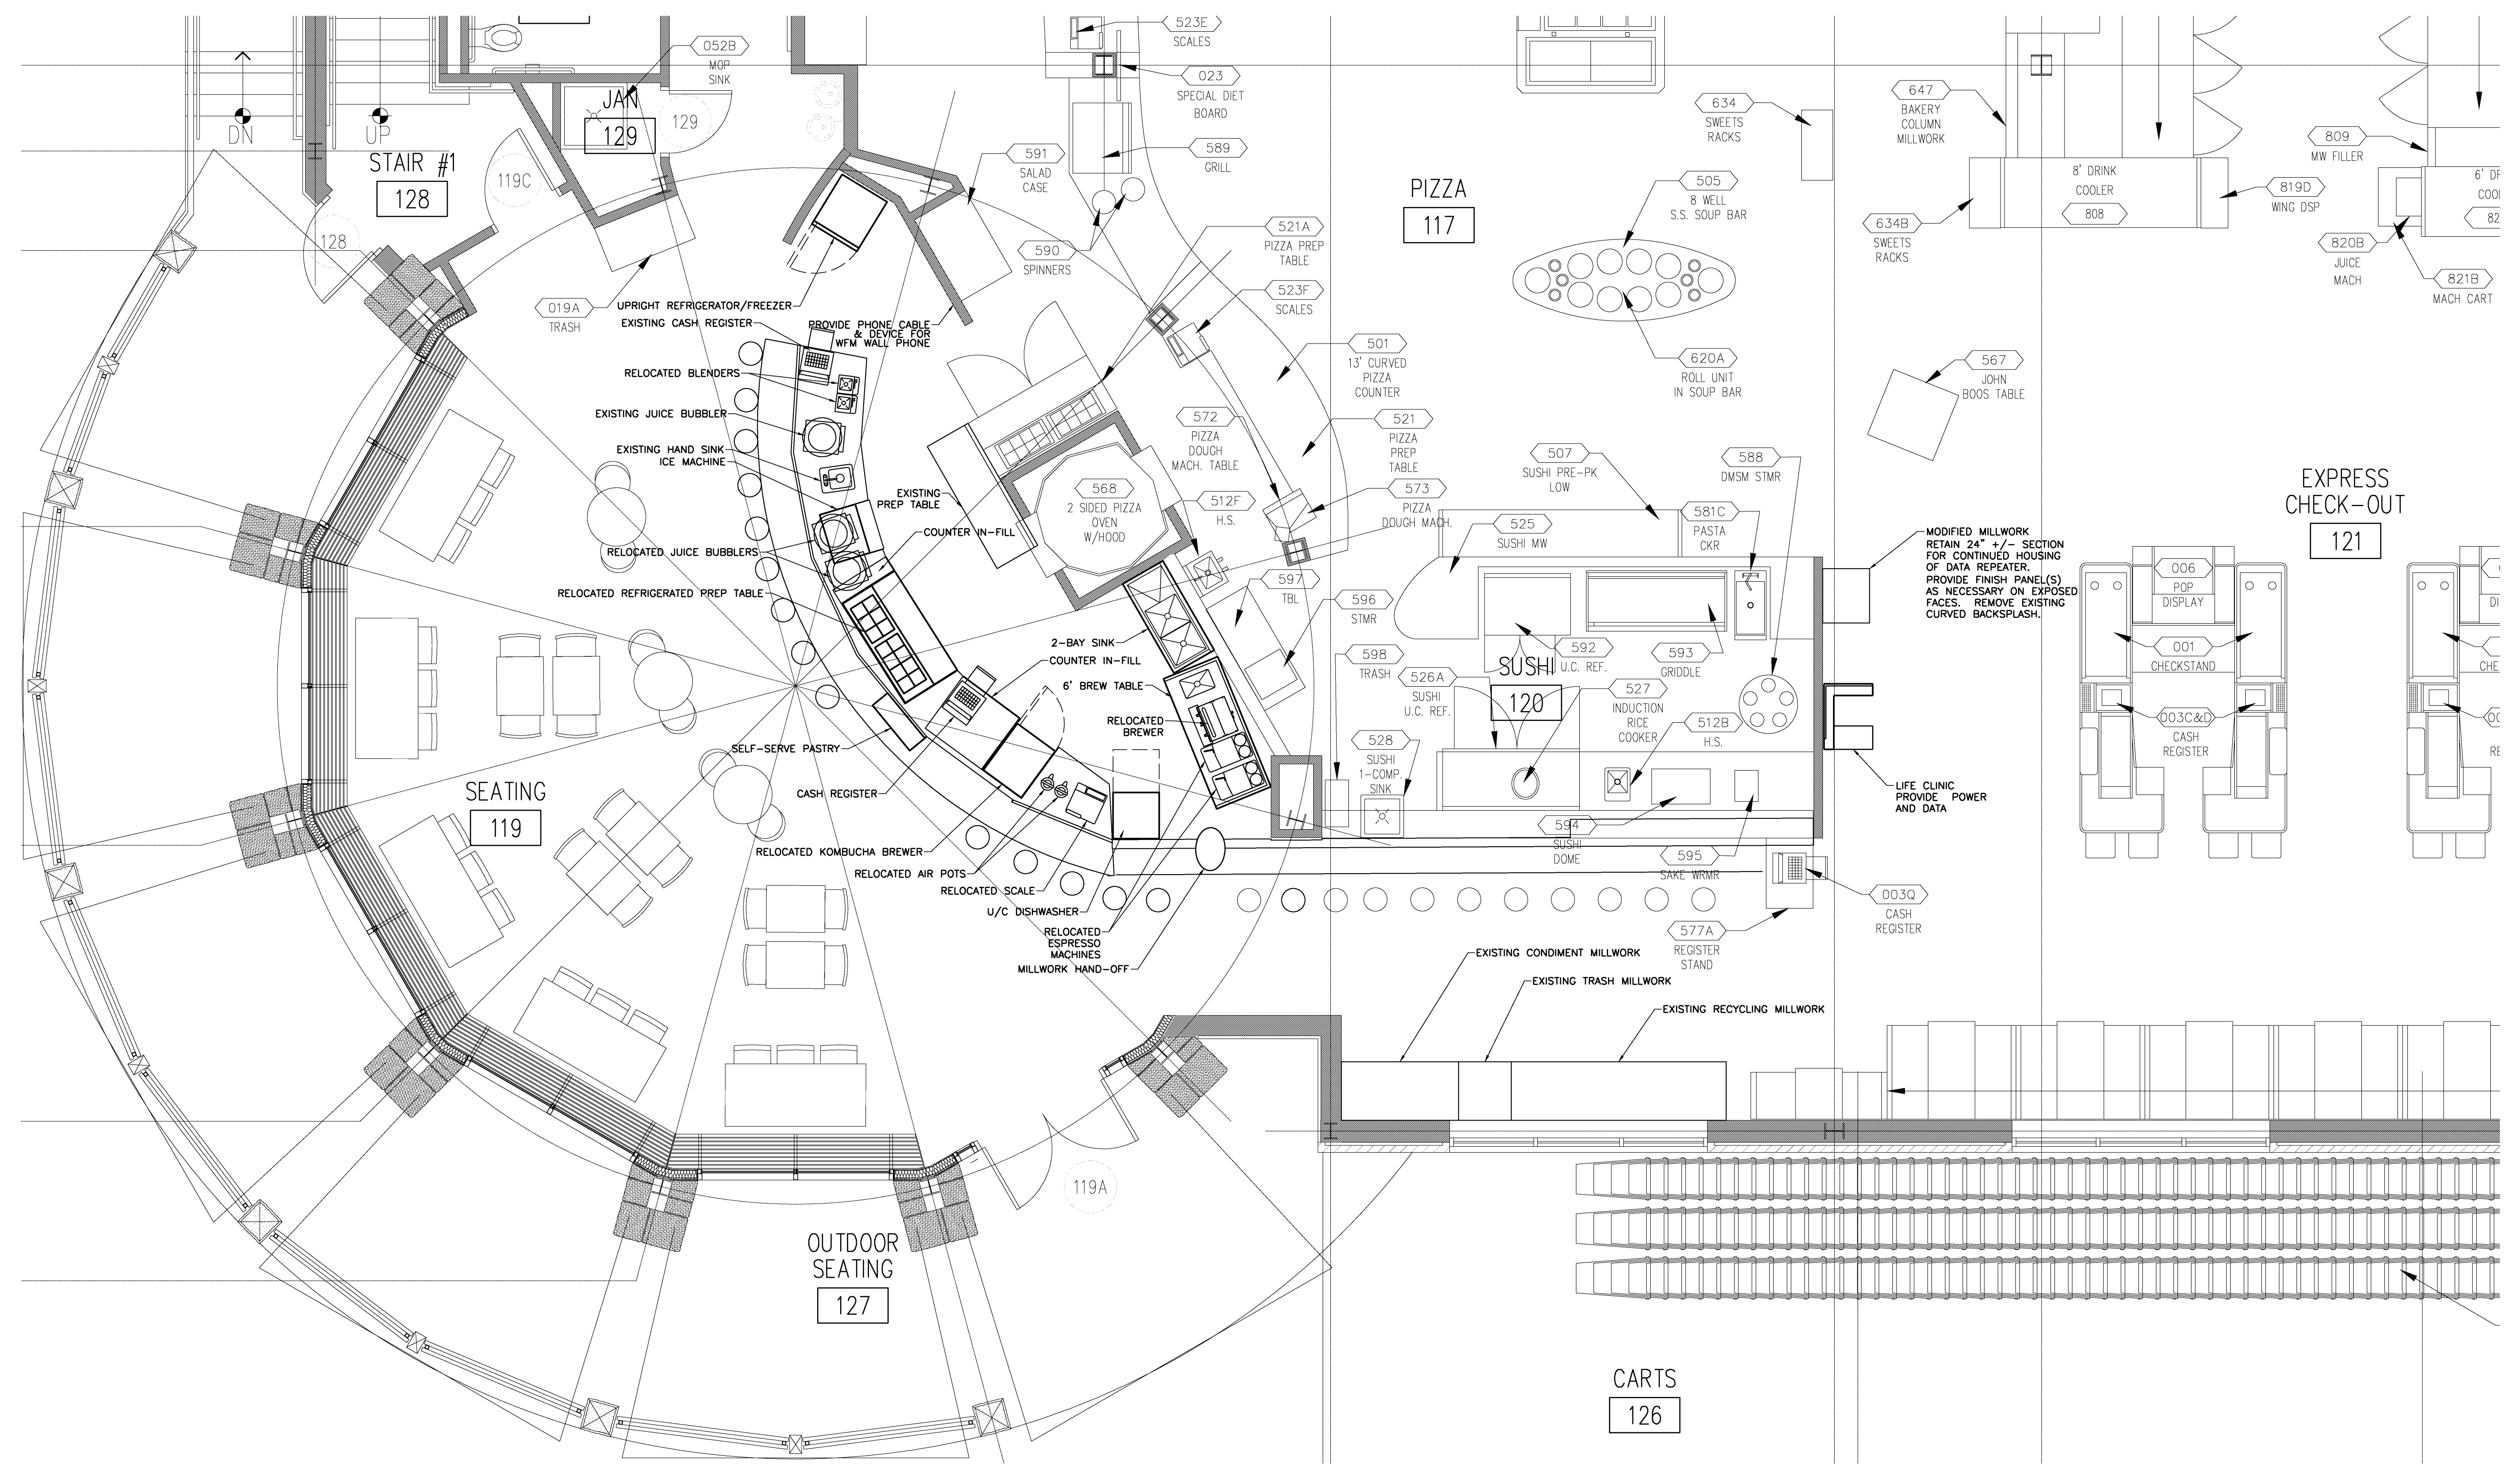 523E
SCALES
052B
MOP
SINK
023
SPECIAL DIET
BOARD
634
SWEETS
RACKS
647
BAKERY
COLUMN
MILLWORK
809
MW FILLER
DN
UP
JAN
129
129
STAIR #1
128
119C
128
591
SALAD
CASE
589
GRILL
PIZZA
117
505
8 WELL
S.S. SOUP BAR
8' DRINK
COOLER
808
819D
WING DSP
634B
SWEETS
RACKS
820B
JUICE
MACH
821B
MACH CART
590
SPINNERS
521A
PIZZA PREP
TABLE
523F
SCALES
019A
TRASH
UPRIGHT REFRIGERATOR/FREEZER
EXISTING CASH REGISTER
PROVIDE PHONE CABLE
& DEVICE FOR
WFM WALL PHONE
RELOCATED BLENDERS
EXISTING JUICE BUBBLER
EXISTING HAND SINK
ICE MACHINE
EXISTING
PREP TABLE
COUNTER IN-FILL
RELOCATED JUICE BUBBLERS
RELOCATED REFRIGERATED PREP TABLE
501
13' CURVED
PIZZA
COUNTER
620A
ROLL UNIT
IN SOUP BAR
567
JOHN
BOOS TABLE
572
PIZZA
DOUGH
MACH. TABLE
521
PIZZA
PREP
TABLE
573
PIZZA
DOUGH MACH.
568
2 SIDED PIZZA
OVEN
W/HOOD
512F
H.S.
507
SUSHI PRE-PK
LOW
588
DMSM STMR
525
SUSHI MW
581C
PASTA
CKR
EXPRESS
CHECK-OUT
121
MODIFIED MILLWORK
RETAIN 24" +/- SECTION
FOR CONTINUED HOUSING
OF DATA REPEATER.
PROVIDE FINISH PANEL(S)
AS NECESSARY ON EXPOSED
FACES. REMOVE EXISTING
CURVED BACKSPLASH.
006
POP
DISPLAY
001
CHECKSTAND
003C&D
CASH
REGISTER
597
TBL
596
STMR
598
TRASH
2-BAY SINK
COUNTER IN-FILL
6' BREW TABLE
RELOCATED
BREWER
592
U.C. REF.
593
GRIDDLE
SUSHI
120
526A
SUSHI
U.C. REF.
527
INDUCTION
RICE
COOKER
512B
H.S.
528
SUSHI
1-COMP.
SINK
SELF-SERVE PASTRY
CASH REGISTER
LIFE CLINIC
PROVIDE POWER
AND DATA
SEATING
119
594
SUSHI
DOME
595
SAKE WRMR
RELOCATED KOMBUCHA BREWER
RELOCATED AIR POTS
RELOCATED SCALE
U/C DISHWASHER
RELOCATED
ESPRESSO
MACHINES
MILLWORK HAND-OFF
003Q
CASH
REGISTER
577A
REGISTER
STAND
EXISTING CONDIMENT MILLWORK
EXISTING TRASH MILLWORK
EXISTING RECYCLING MILLWORK
119A
OUTDOOR
SEATING
127
CARTS
126